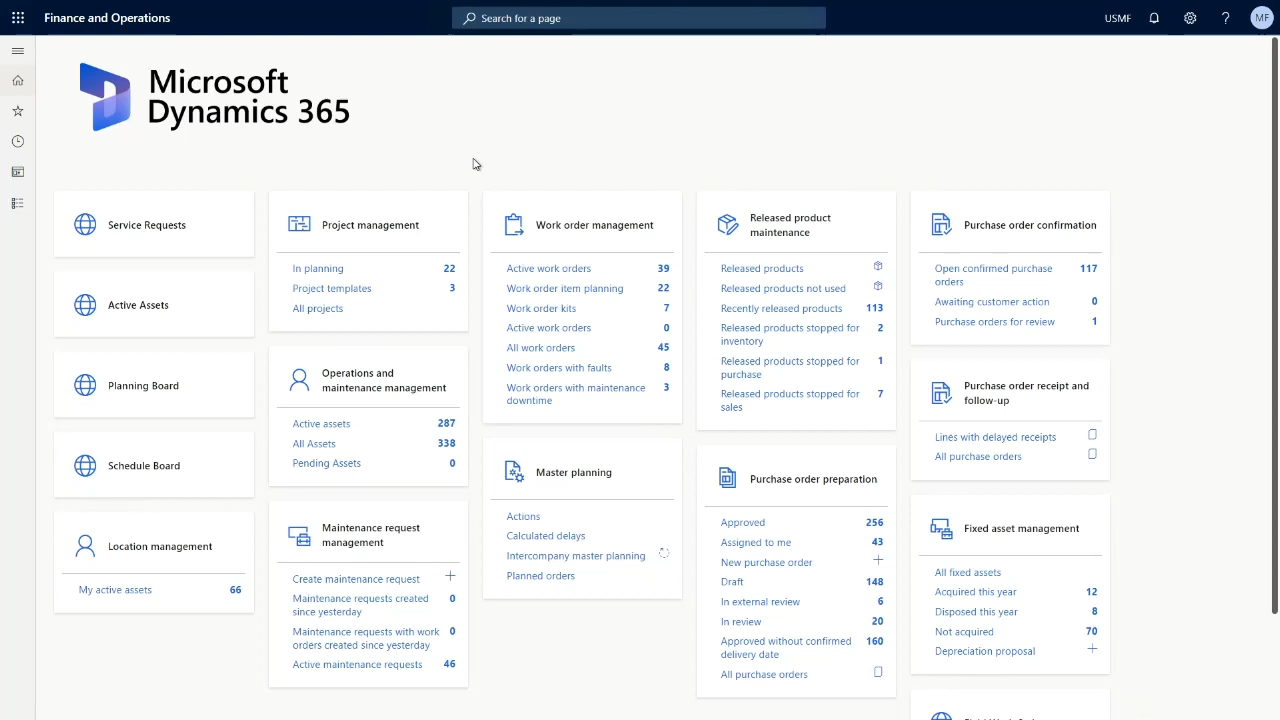 Finance and Operations
Search for a page
USMF
?
MF
Microsoft
Dynamics 365
Service Requests
Active Assets
Planning Board
Schedule Board
Location management
My active assets 66
Project management
In planning 22
Project templates 3
All projects
Operations and
maintenance management
Active assets 287
All Assets 338
Pending Assets 0
Maintenance request
management
Create maintenance request
Maintenance requests created 0
since yesterday
Maintenance requests with work 0
orders created since yesterday
Active maintenance requests 46
Work order management
Active work orders 39
Work order item planning 22
Work order kits 7
Active work orders 0
All work orders 45
Work orders with faults 8
Work orders with maintenance 3
downtime
Master planning
Actions
Calculated delays
Intercompany master planning
Planned orders
Released product
maintenance
Released products
Released products not used
Recently released products 113
Released products stopped for 2
inventory
Released products stopped for 1
purchase
Released products stopped for 7
sales
Purchase order preparation
Approved 256
Assigned to me 43
New purchase order
Draft 148
In external review 6
In review 20
Approved without confirmed 160
delivery date
All purchase orders
Purchase order confirmation
Open confirmed purchase 117
orders
Awaiting customer action 0
Purchase orders for review 1
Purchase order receipt and
follow-up
Lines with delayed receipts
All purchase orders
Fixed asset management
All fixed assets
Acquired this year 12
Disposed this year 8
Not acquired 70
Depreciation proposal